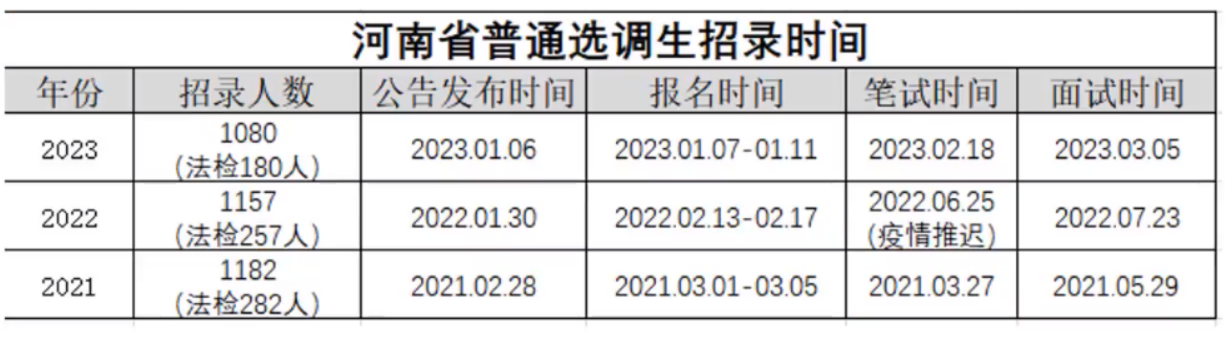 河南省普通选调生招录时间
年份 招录人数 公告发布时间 报名时间 笔试时间 面试时间
2023 1080 (法检180人) 2023.01.06 2023.01.07-01.11 2023.02.18 2023.03.05
2022 1157 (法检257人) 2022.01.30 2022.02.13-02.17 2022.06.25 (疫情推迟) 2022.07.23
2021 1182 (法检282人) 2021.02.28 2021.03.01-03.05 2021.03.27 2021.05.29